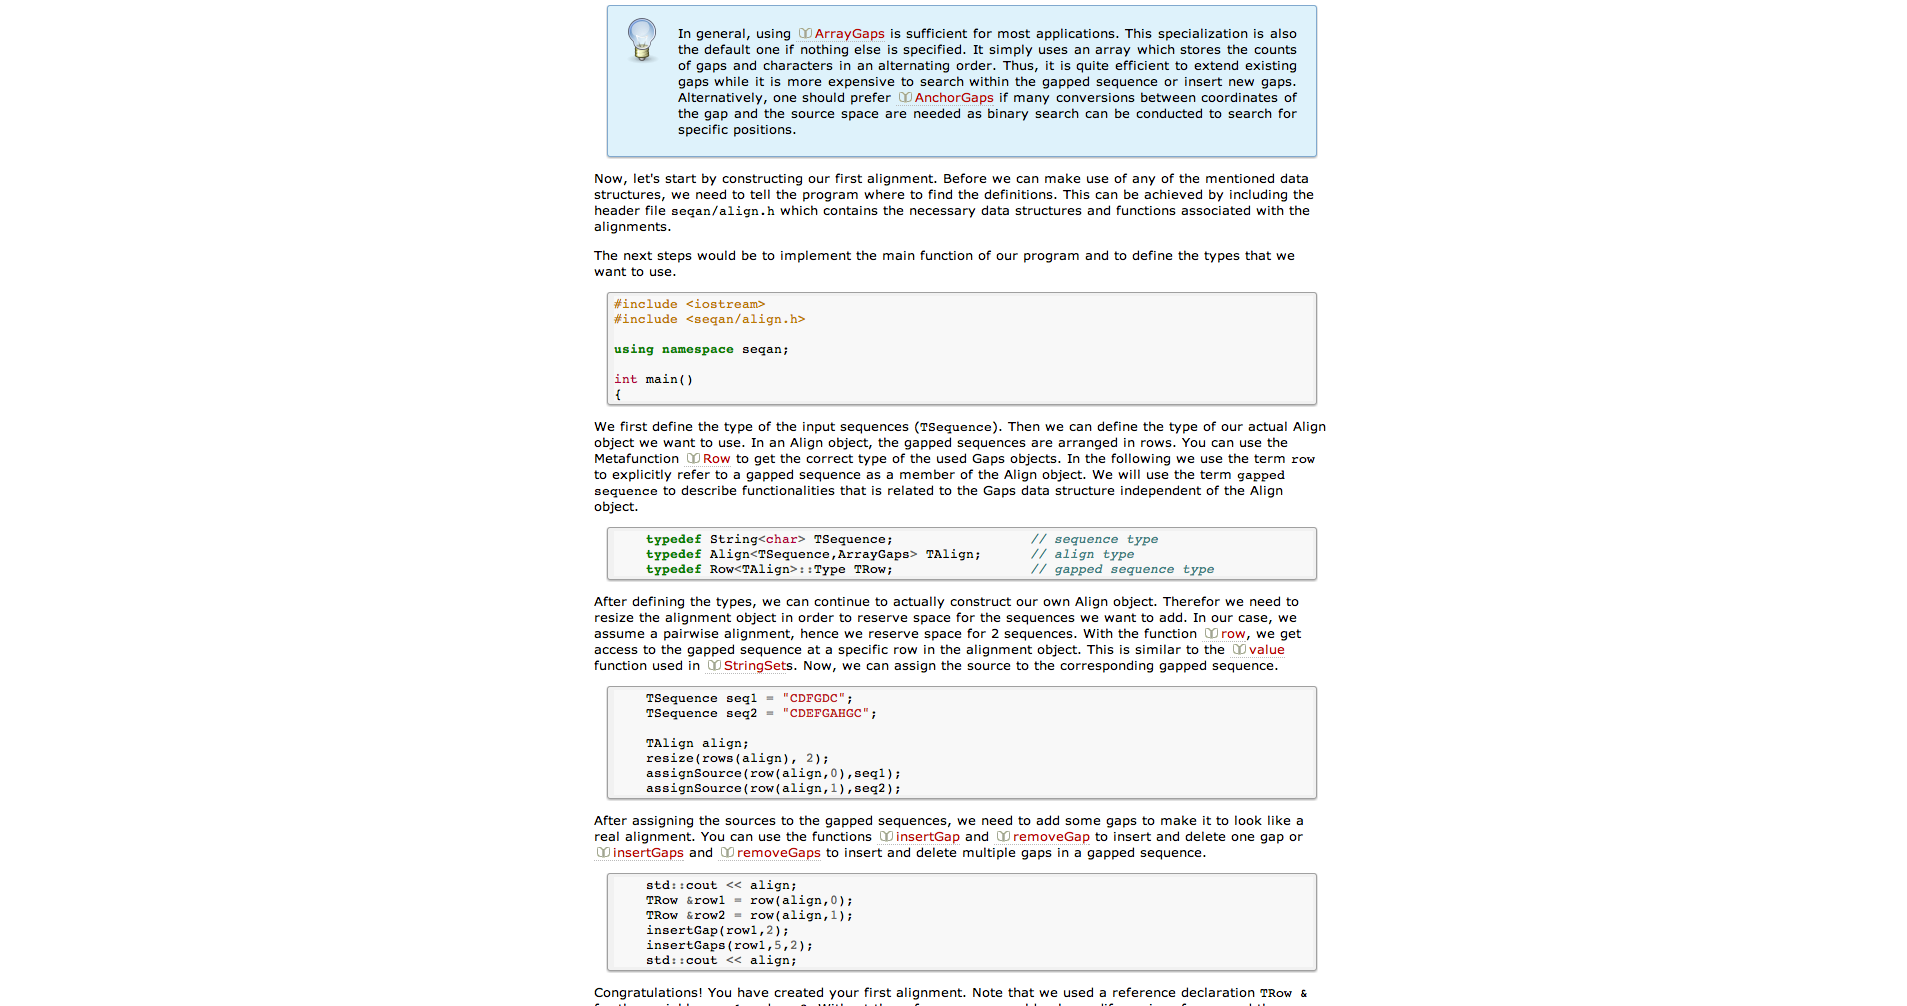 In general, using ArrayGaps is sufficient for most applications. This specialization is also
the default one if nothing else is specified. It simply uses an array which stores the counts
of gaps and characters in an alternating order. Thus, it is quite efficient to extend existing
gaps while it is more expensive to search within the gapped sequence or insert new gaps.
Alternatively, one should prefer AnchorGaps if many conversions between coordinates of
the gap and the source space are needed as binary search can be conducted to search for
specific positions.
Now, let's start by constructing our first alignment. Before we can make use of any of the mentioned data
structures, we need to tell the program where to find the definitions. This can be achieved by including the
header file seqan/align.h which contains the necessary data structures and functions associated with the
alignments.
The next steps would be to implement the main function of our program and to define the types that we
want to use.
#include <iostream>
#include <seqan/align.h>
using namespace seqan;
int main()
{
We first define the type of the input sequences (TSequence). Then we can define the type of our actual Align
object we want to use. In an Align object, the gapped sequences are arranged in rows. You can use the
Metafunction Row to get the correct type of the used Gaps objects. In the following we use the term row
to explicitly refer to a gapped sequence as a member of the Align object. We will use the term gapped
sequence to describe functionalities that is related to the Gaps data structure independent of the Align
object.
typedef String<char> TSequence; // sequence type
typedef Align<TSequence,ArrayGaps> TAlign; // align type
typedef Row<TAlign>::Type TRow; // gapped sequence type
After defining the types, we can continue to actually construct our own Align object. Therefor we need to
resize the alignment object in order to reserve space for the sequences we want to add. In our case, we
assume a pairwise alignment, hence we reserve space for 2 sequences. With the function row, we get
access to the gapped sequence at a specific row in the alignment object. This is similar to the value
function used in StringSets. Now, we can assign the source to the corresponding gapped sequence.
TSequence seq1 = "CDFGDC";
TSequence seq2 = "CDEFGAHGC";
TAlign align;
resize(rows(align), 2);
assignSource(row(align,0),seq1);
assignSource(row(align,1),seq2);
After assigning the sources to the gapped sequences, we need to add some gaps to make it to look like a
real alignment. You can use the functions insertGap and removeGap to insert and delete one gap or
insertGaps and removeGaps to insert and delete multiple gaps in a gapped sequence.
std::cout << align;
TRow &row1 = row(align,0);
TRow &row2 = row(align,1);
insertGap(row1,2);
insertGaps(row1,5,2);
std::cout << align;
Congratulations! You have created your first alignment. Note that we used a reference declaration TRow &